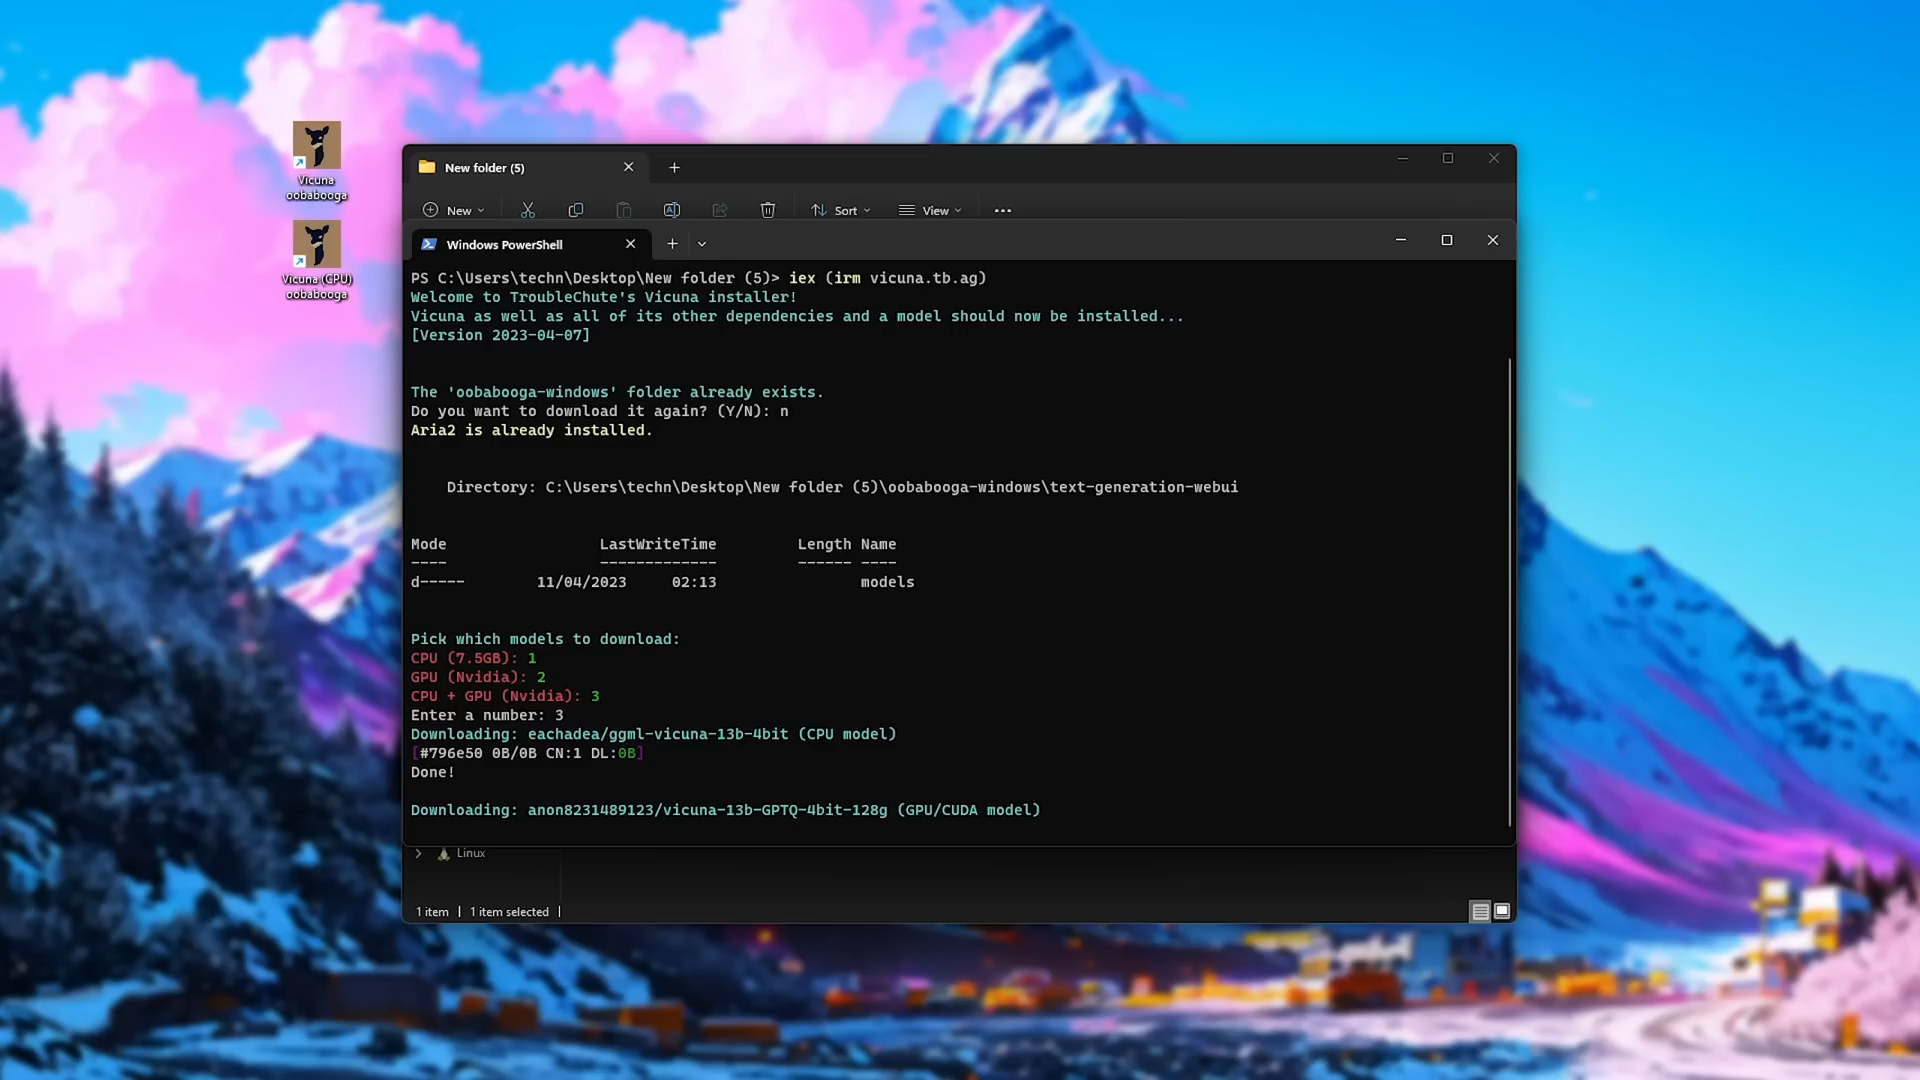 Vicuna
oobabooga
Vicuna (CPU)
oobabooga
New folder (5)
New
Sort
View
Windows PowerShell
PS C:\Users\techn\Desktop\New folder (5)> iex (irm vicuna.tb.ag)
Welcome to TroubleChute's Vicuna installer!
Vicuna as well as all of its other dependencies and a model should now be installed...
[Version 2023-04-07]
The 'oobabooga-windows' folder already exists.
Do you want to download it again? (Y/N): n
Aria2 is already installed.
Directory: C:\Users\techn\Desktop\New folder (5)\oobabooga-windows\text-generation-webui
Mode LastWriteTime Length Name
---- ------------- ------ ----
d----- 11/04/2023 02:13 models
Pick which models to download:
CPU (7.5GB): 1
GPU (Nvidia): 2
CPU + GPU (Nvidia): 3
Enter a number: 3
Downloading: eachadea/ggml-vicuna-13b-4bit (CPU model)
[#796e50 0B/0B CN:1 DL:0B]
Done!
Downloading: anon8231489123/vicuna-13b-GPTQ-4bit-128g (GPU/CUDA model)
Linux
1 item | 1 item selected |